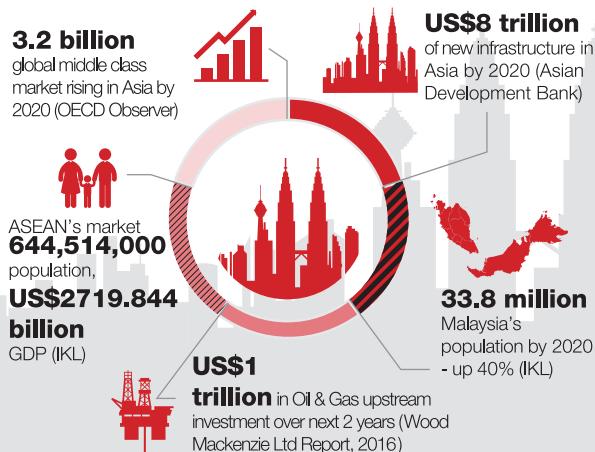 3.2 billion
global middle class
market rising in Asia by
2020 (OECD Observer)
US$8 trillion
of new infrastructure in
Asia by 2020 (Asian
Development Bank)
ASEAN's market
644,514,000
population,
US$2719.844
billion
GDP (IKL)
33.8 million
Malaysia's
population by 2020
- up 40% (IKL)
US$1
trillion in Oil & Gas upstream
investment over next 2 years (Wood
Mackenzie Ltd Report, 2016)